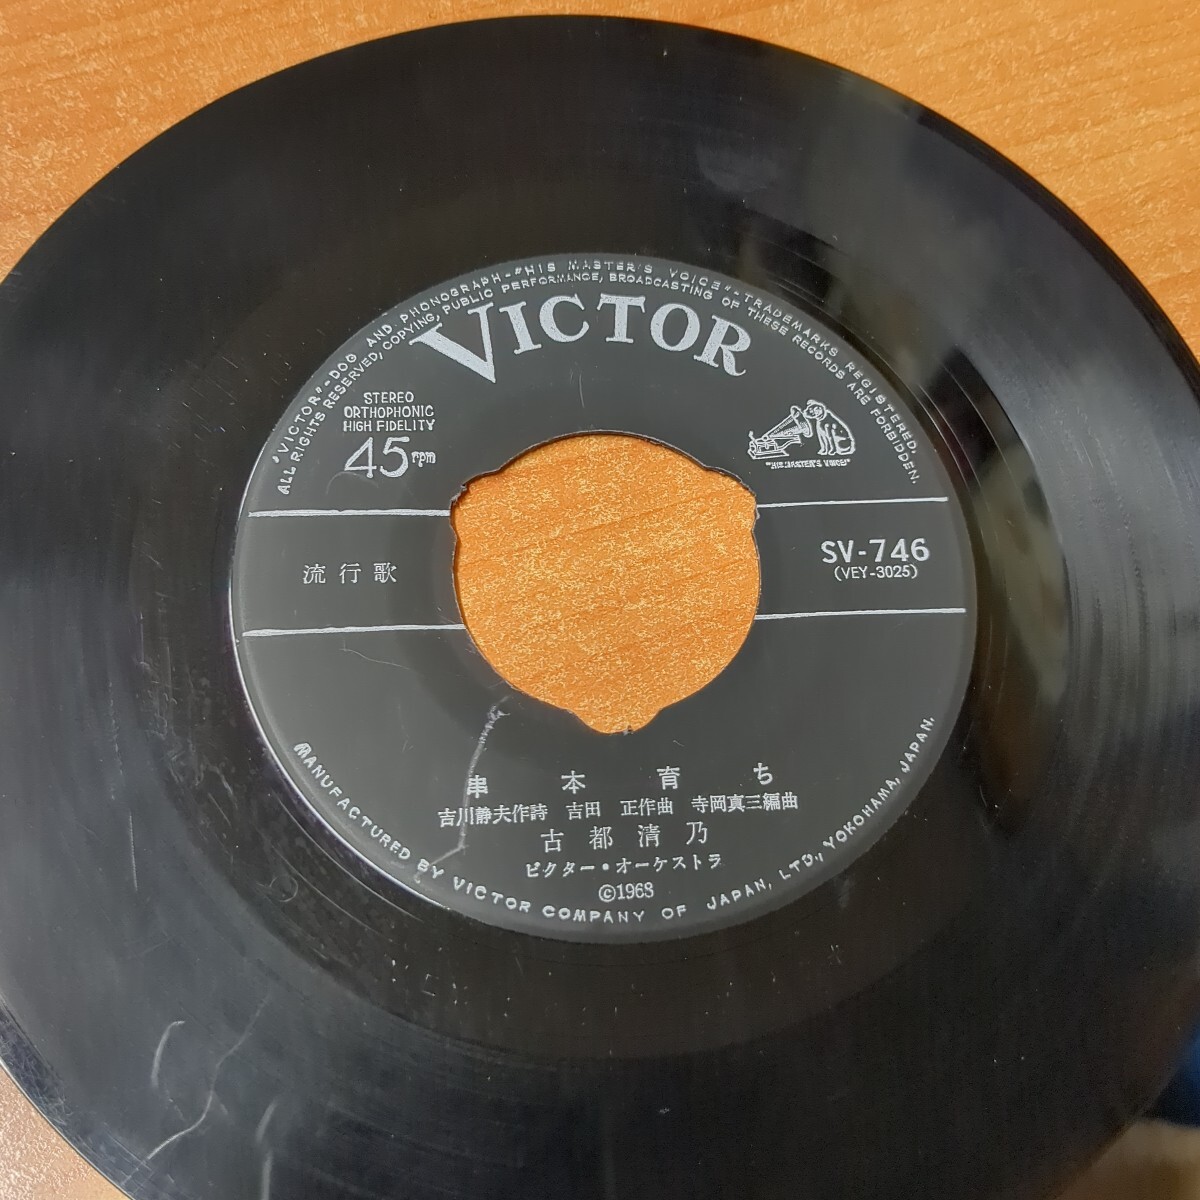 "VICTOR"-DOG AND PHONOGRAPH-"HIS MASTER'S VOICE"-TRADEMARKS REGISTERED.
ALL RIGHTS RESERVED, COPYING, PUBLIC PERFORMANCE, BROADCASTING OF THESE RECORDS ARE FORBIDDEN.
VICTOR
STEREO
ORTHOPHONIC
HIGH FIDELITY
45 rpm
"HIS MASTER'S VOICE"
流行歌
SV-746
(VEY-3025)
串本育ち
吉川静夫作詩 吉田 正作曲 寺岡真三編曲
古都清乃
ビクター・オーケストラ
©1968
MANUFACTURED BY VICTOR COMPANY OF JAPAN, LTD., YOKOHAMA, JAPAN.